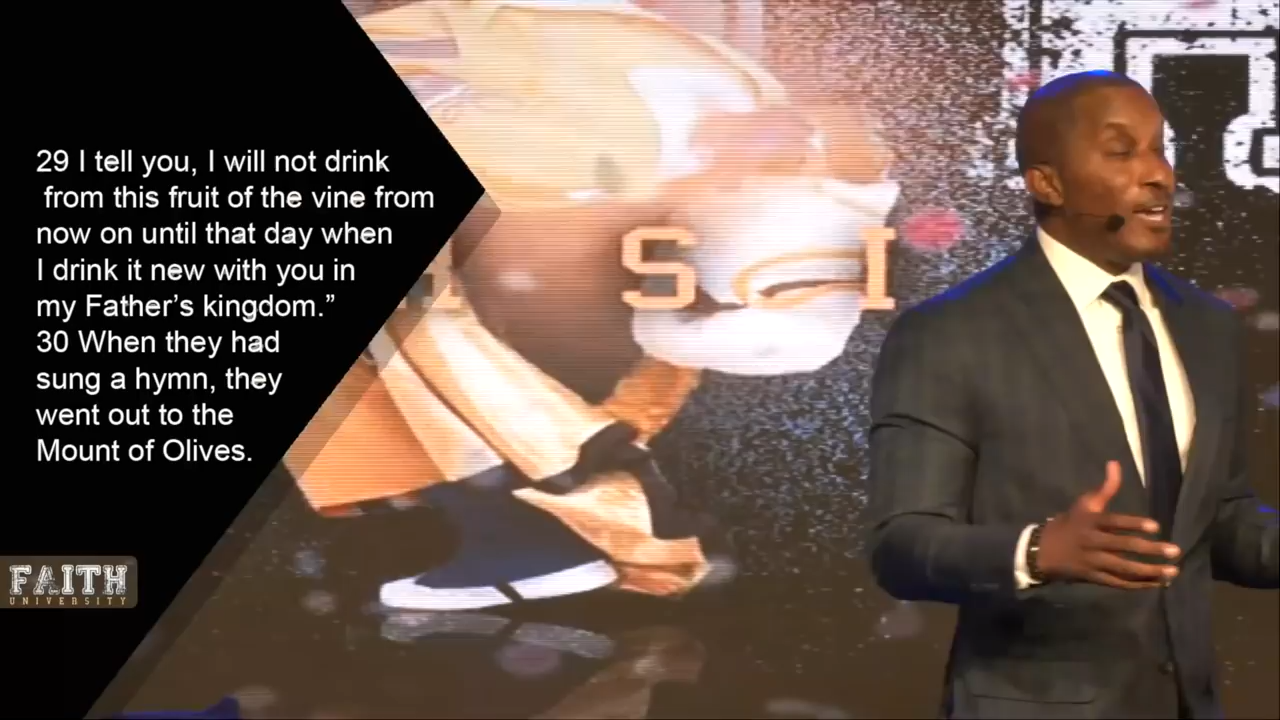 29 I tell you, I will not drink
from this fruit of the vine from
now on until that day when
I drink it new with you in
my Father’s kingdom.”
30 When they had
sung a hymn, they
went out to the
Mount of Olives.
S I
FAITH
UNIVERSITY